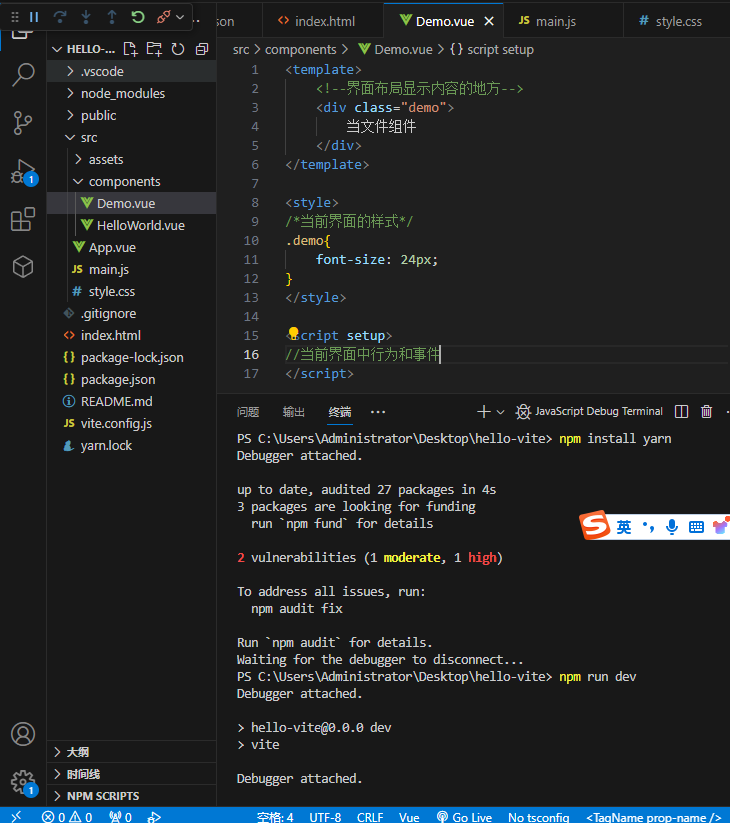 son
index.html
Demo.vue
main.js
style.css
HELLO-...
src > components > Demo.vue > {} script setup
.vscode
node_modules
public
src
assets
components
Demo.vue
HelloWorld.vue
App.vue
JS main.js
# style.css
.gitignore
<> index.html
{} package-lock.json
{} package.json
README.md
JS vite.config.js
yarn.lock
1 <template>
2 <!--界面布局显示内容的地方-->
3 <div class="demo">
4 当文件组件
5 </div>
6 </template>
7
8 <style>
9 /*当前界面的样式*/
10 .demo{
11 font-size: 24px;
12 }
13 </style>
14
15 <script setup>
16 //当前界面中行为和事件
17 </script>
问题 输出 终端 ··· JavaScript Debug Terminal
PS C:\Users\Administrator\Desktop\hello-vite> npm install yarn
Debugger attached.
up to date, audited 27 packages in 4s
3 packages are looking for funding
run `npm fund` for details
2 vulnerabilities (1 moderate, 1 high)
To address all issues, run:
npm audit fix
Run `npm audit` for details.
Waiting for the debugger to disconnect...
PS C:\Users\Administrator\Desktop\hello-vite> npm run dev
Debugger attached.
> hello-vite@0.0.0 dev
> vite
Debugger attached.
S 英
1
1
大纲
时间线
NPM SCRIPTS
0 0 0 空格: 4 UTF-8 CRLF Vue Go Live No tsconfig <TagName prop-name />